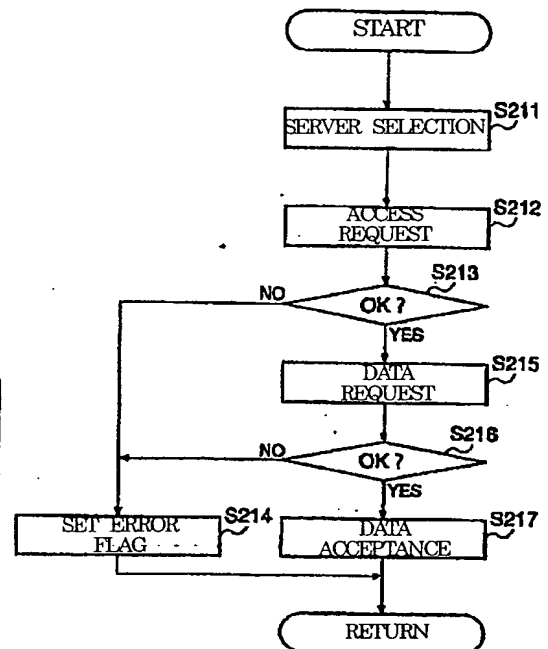 START
S211
SERVER SELECTION
S212
ACCESS
REQUEST
S213
NO
OK ?
YES
S215
DATA
REQUEST
S216
NO
OK ?
YES
S214
SET ERROR
FLAG
S217
DATA
ACCEPTANCE
RETURN